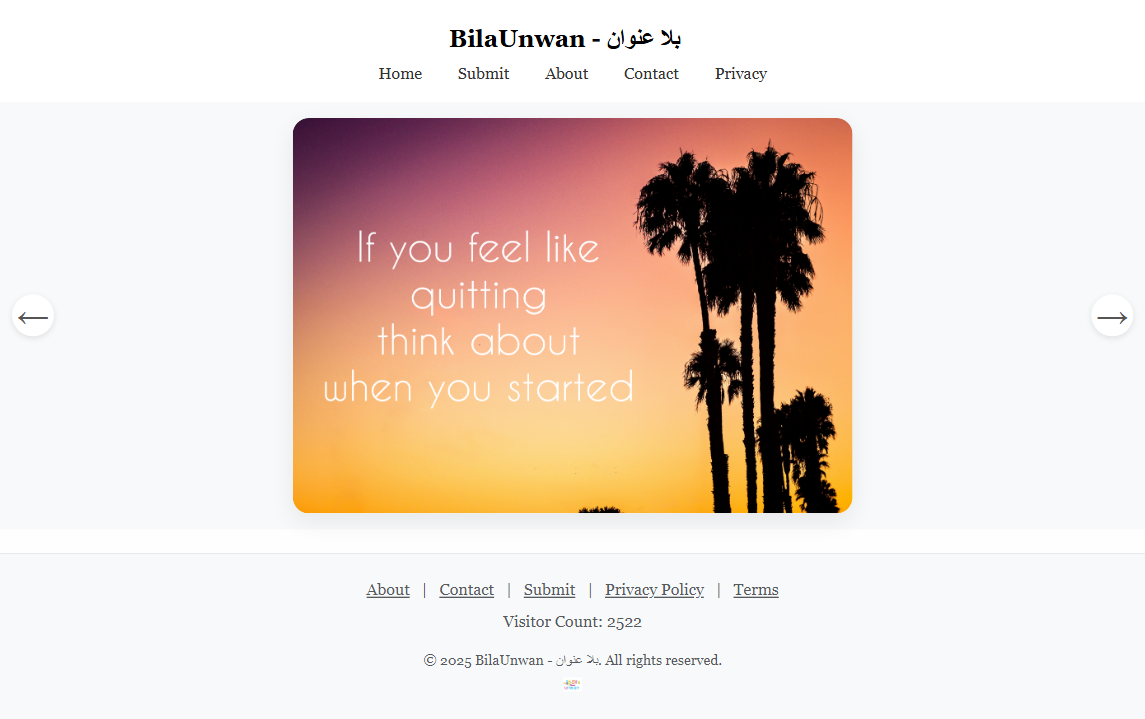 BilaUnwan - بلا عنوان
Home Submit About Contact Privacy
If you feel like
quitting
think about
when you started
About | Contact | Submit | Privacy Policy | Terms
Visitor Count: 2522
© 2025 BilaUnwan - بلا عنوان. All rights reserved.